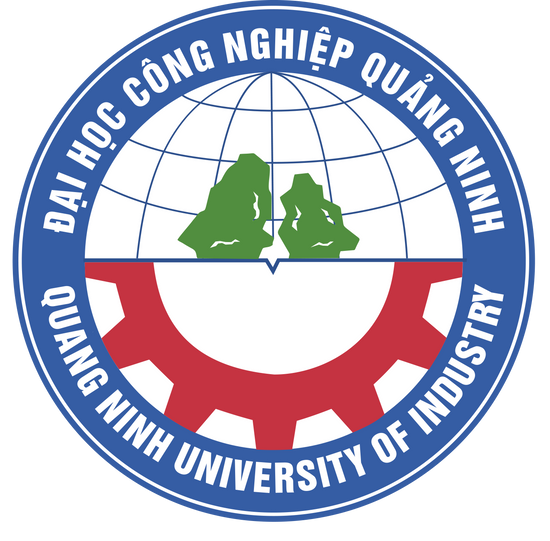 ĐẠI HỌC CÔNG NGHIỆP QUẢNG NINH
QUANG NINH UNIVERSITY OF INDUSTRY